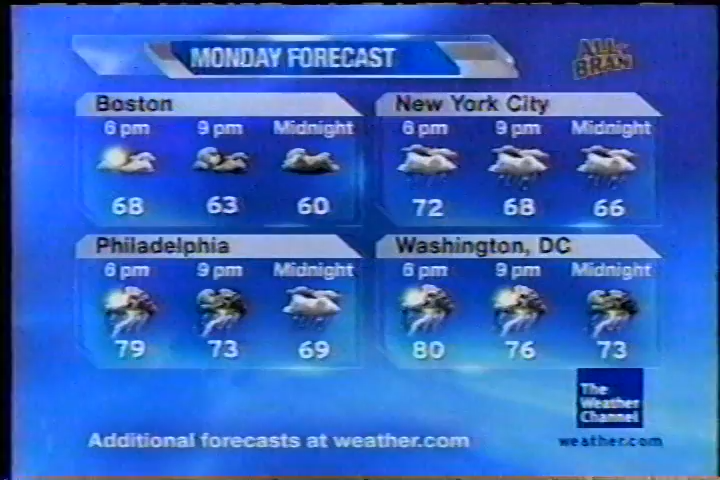 MONDAY FORECAST
ALL-BRAN
Boston
6 pm 9 pm Midnight
68 63 60
New York City
6 pm 9 pm Midnight
72 68 66
Philadelphia
6 pm 9 pm Midnight
79 73 69
Washington, DC
6 pm 9 pm Midnight
80 76 73
The
Weather
Channel
Additional forecasts at weather.com
weather.com